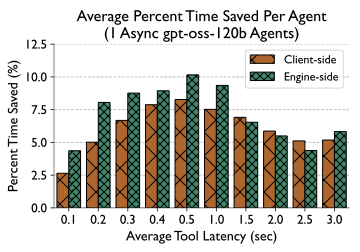 Average Percent Time Saved Per Agent
(1 Async gpt-oss-120b Agents)
Percent Time Saved (%)
12.5
10.0
7.5
5.0
2.5
0.0
Client-side
Engine-side
0.1 0.2 0.3 0.4 0.5 1.0 1.5 2.0 2.5 3.0
Average Tool Latency (sec)